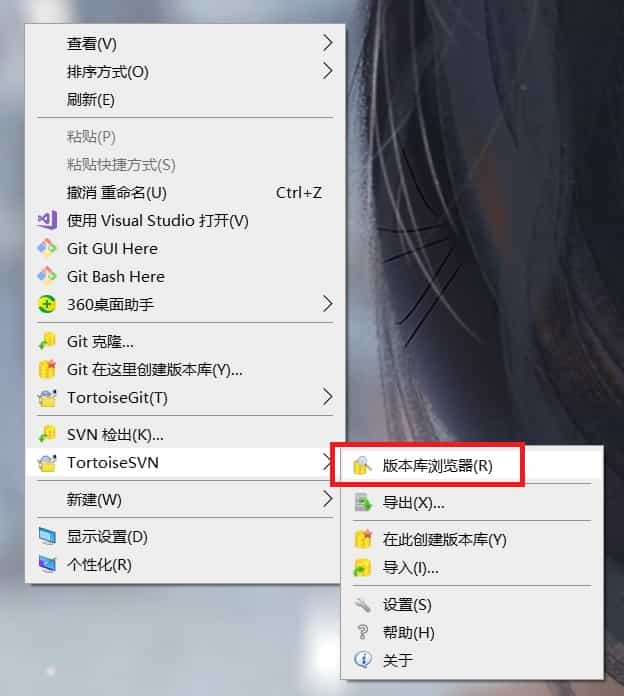 查看(V)
排序方式(O)
刷新(E)
粘贴(P)
粘贴快捷方式(S)
撤消 重命名(U) Ctrl+Z
使用 Visual Studio 打开(V)
Git GUI Here
Git Bash Here
360桌面助手
Git 克隆...
Git 在这里创建版本库(Y)...
TortoiseGit(T)
SVN 检出(K)...
TortoiseSVN
新建(W)
显示设置(D)
个性化(R)
版本库浏览器(R)
导出(X)...
在此创建版本库(Y)
导入(I)...
设置(S)
帮助(H)
关于